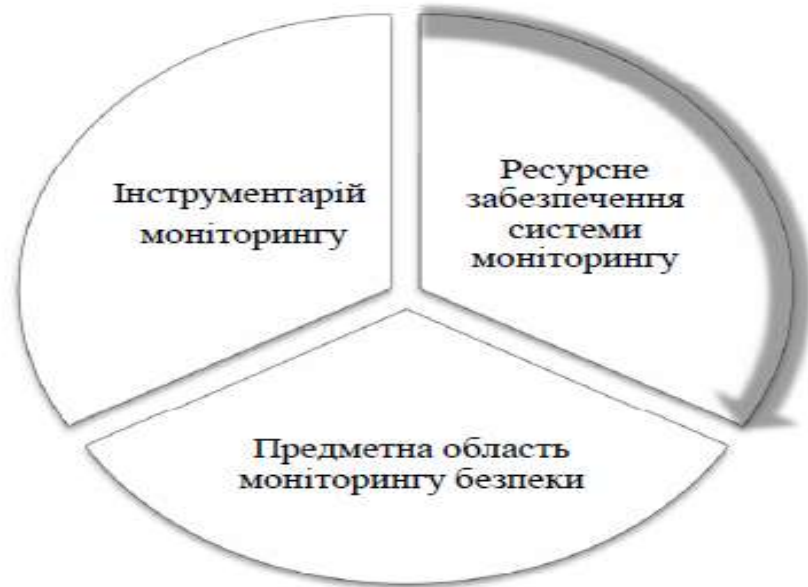 Інструментарій
моніторингу
Ресурсне
забезпечення
системи
моніторингу
Предметна область
моніторингу безпеки